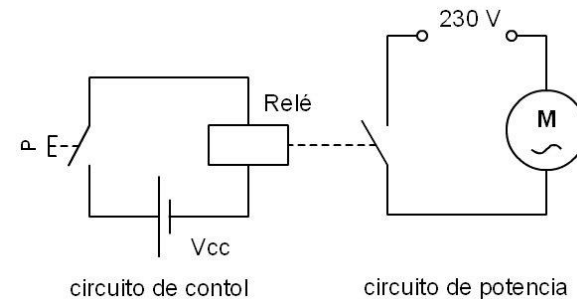 230 V
Relé
M
P
Vcc
circuito de contol
circuito de potencia